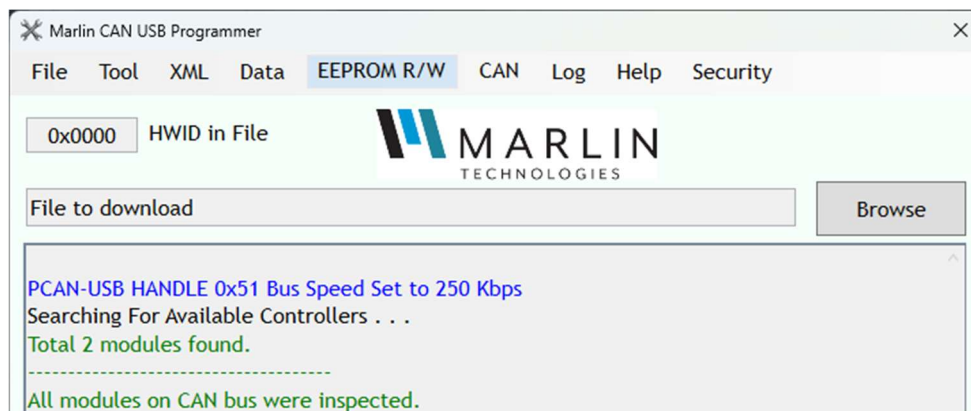 Marlin CAN USB Programmer
File Tool XML Data EEPROM R/W CAN Log Help Security
0x0000 HWID in File
MARLIN
TECHNOLOGIES
File to download Browse
PCAN-USB HANDLE 0x51 Bus Speed Set to 250 Kbps
Searching For Available Controllers . . .
Total 2 modules found.
-------------------------------------
All modules on CAN bus were inspected.